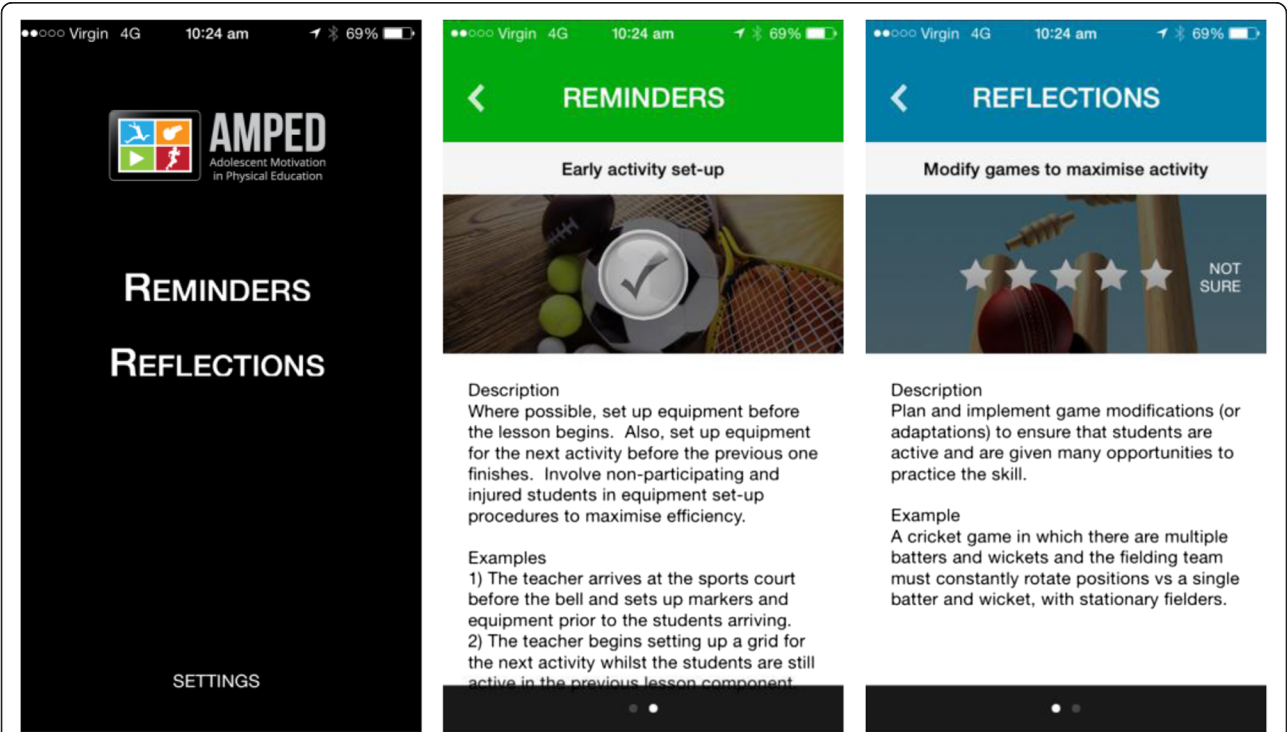 Virgin 4G 10:24 am 69%
AMPED
Adolescent Motivation
in Physical Education
REMINDERS
REFLECTIONS
SETTINGS
Virgin 4G 10:24 am 69%
REMINDERS
Early activity set-up
Description
Where possible, set up equipment before
the lesson begins.  Also, set up equipment
for the next activity before the previous one
finishes.  Involve non-participating and
injured students in equipment set-up
procedures to maximise efficiency.
Examples
1) The teacher arrives at the sports court
before the bell and sets up markers and
equipment prior to the students arriving.
2) The teacher begins setting up a grid for
the next activity whilst the students are still
active in the previous lesson component.
Virgin 4G 10:24 am 69%
REFLECTIONS
Modify games to maximise activity
NOT
SURE
Description
Plan and implement game modifications (or
adaptations) to ensure that students are
active and are given many opportunities to
practice the skill.
Example
A cricket game in which there are multiple
batters and wickets and the fielding team
must constantly rotate positions vs a single
batter and wicket, with stationary fielders.